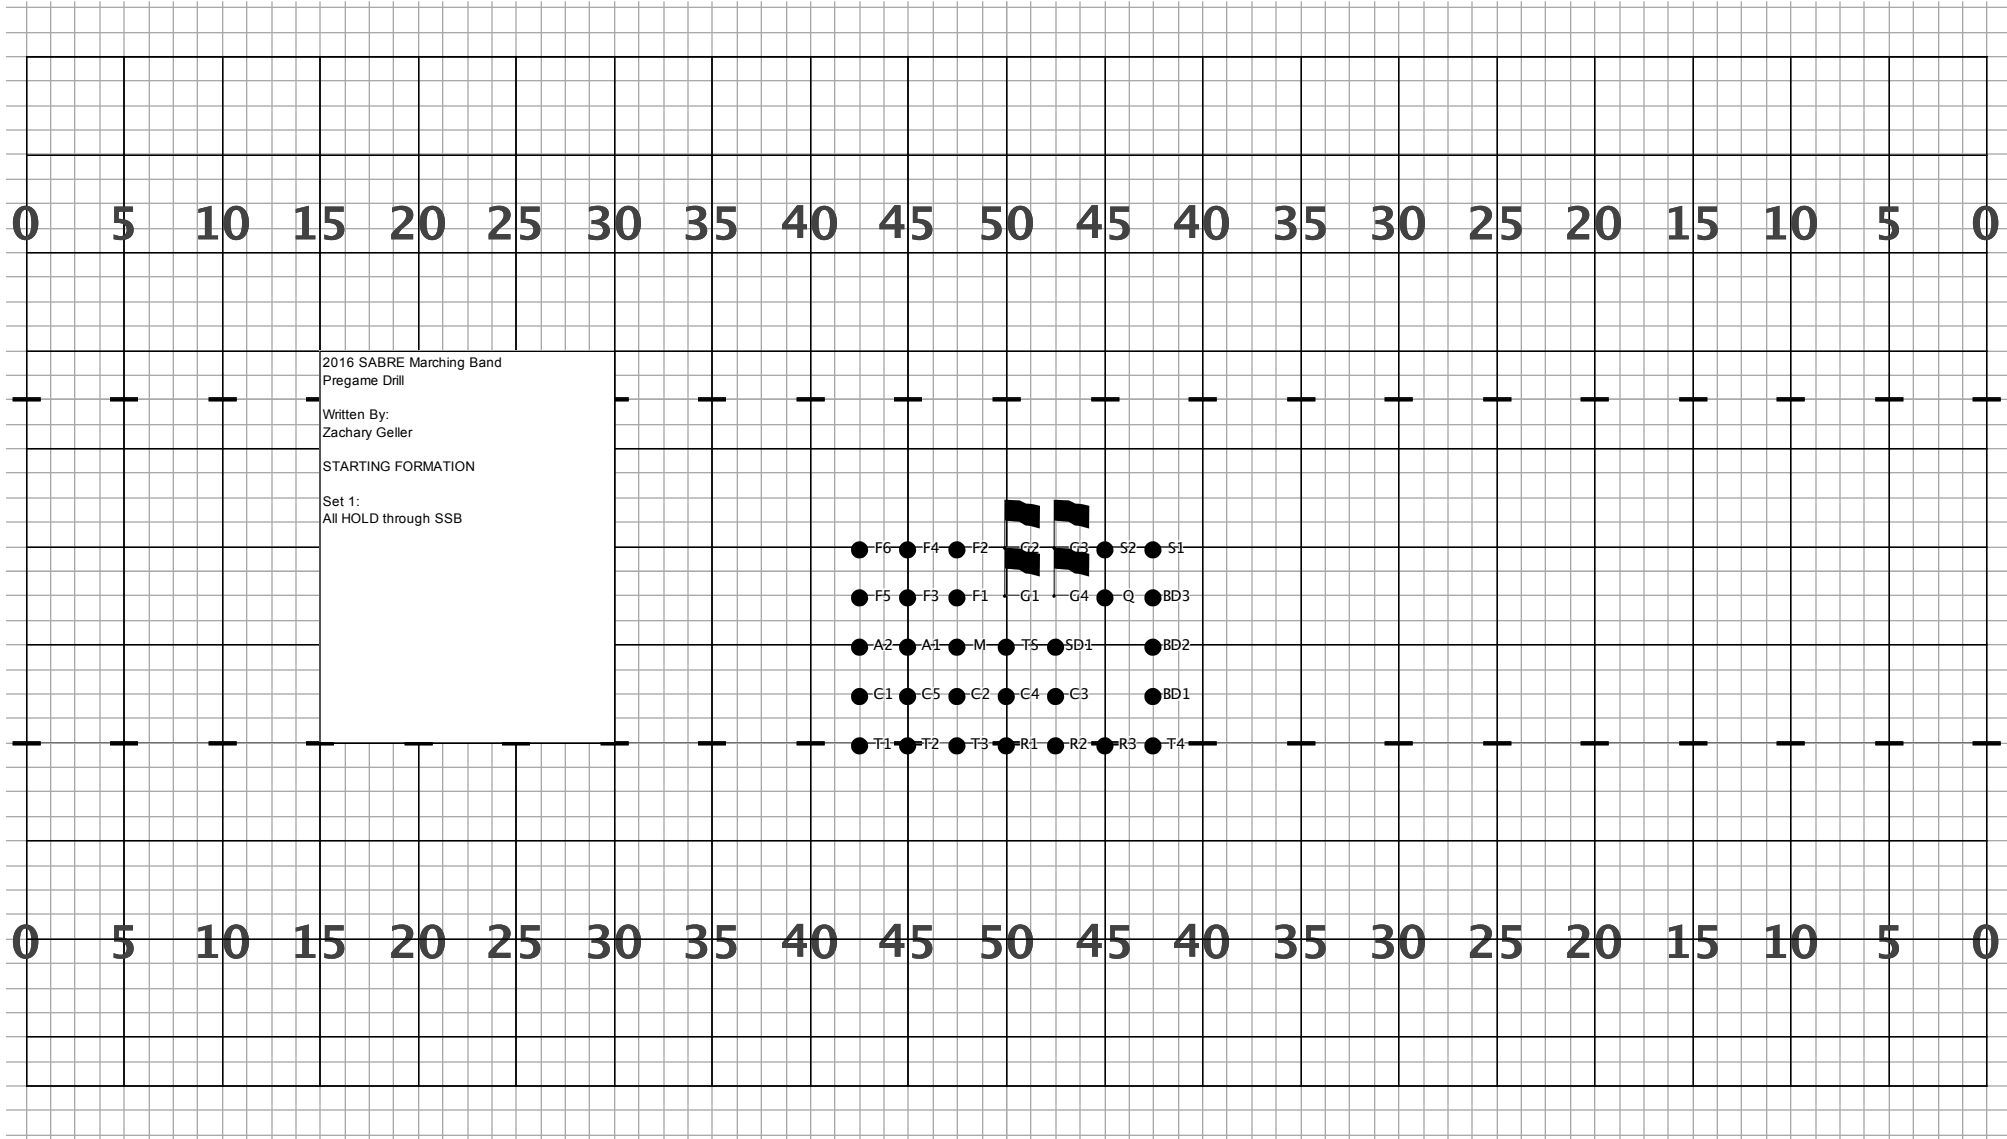 0 5 10 15 20 25 30 35 40 45 50 45 40 35 30 25 20 15 10 5 0
2016 SABRE Marching Band
Pregame Drill
Written By:
Zachary Geller
STARTING FORMATION
Set 1:
All HOLD through SSB
F6 F4 F2 G2 G3 S2 S1
F5 F3 F1 G1 G4 Q BD3
A2 A1 M TS SD1 BD2
C1 C5 C2 C4 C3 BD1
T1 T2 T3 R1 R2 R3 T4
0 5 10 15 20 25 30 35 40 45 50 45 40 35 30 25 20 15 10 5 0